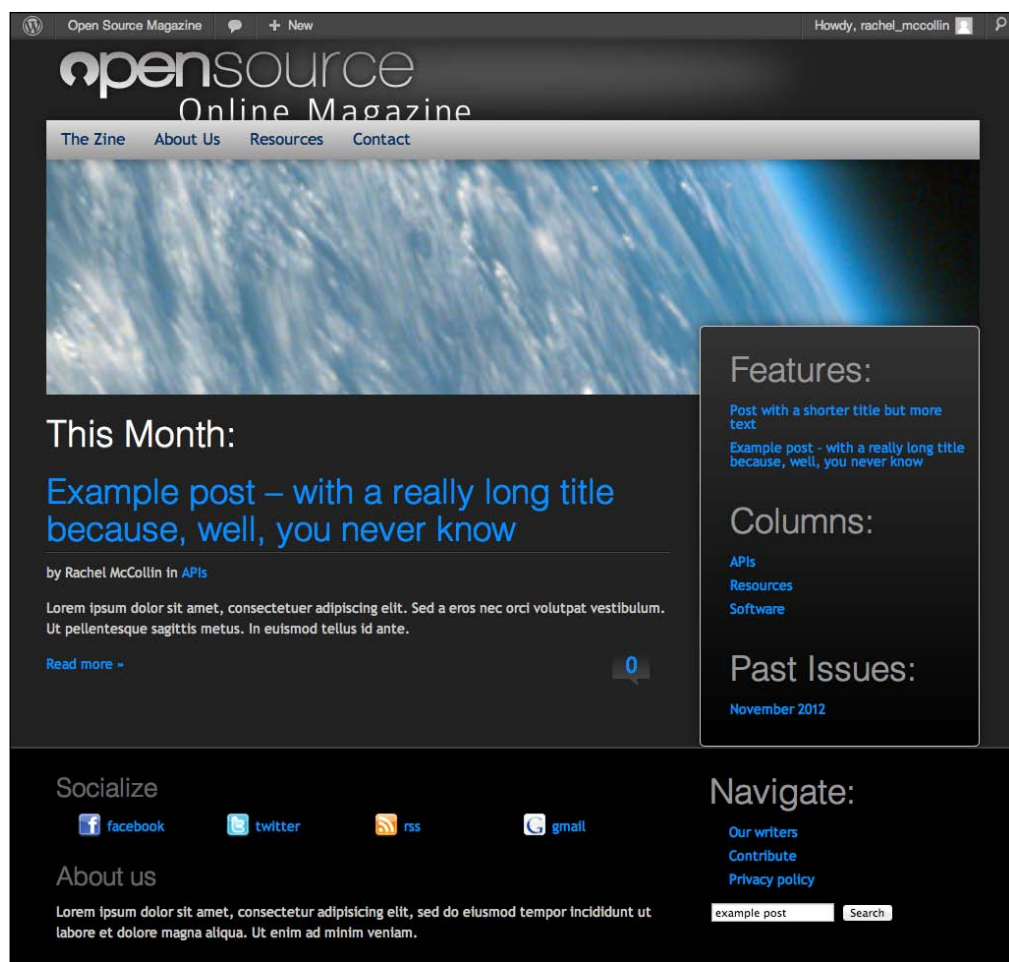 Open Source Magazine + New Howdy, rachel_mccollin
opensource
Online Magazine
The Zine About Us Resources Contact
This Month:
Example post – with a really long title
because, well, you never know
by Rachel McCollin in APIs
Lorem ipsum dolor sit amet, consectetuer adipiscing elit. Sed a eros nec orci volutpat vestibulum.
Ut pellentesque sagittis metus. In euismod tellus id ante.
Read more »
0
Features:
Post with a shorter title but more
text
Example post – with a really long title
because, well, you never know
Columns:
APIs
Resources
Software
Past Issues:
November 2012
Socialize
facebook twitter rss gmail
About us
Lorem ipsum dolor sit amet, consectetur adipisicing elit, sed do eiusmod tempor incididunt ut
labore et dolore magna aliqua. Ut enim ad minim veniam.
Navigate:
Our writers
Contribute
Privacy policy
example post Search